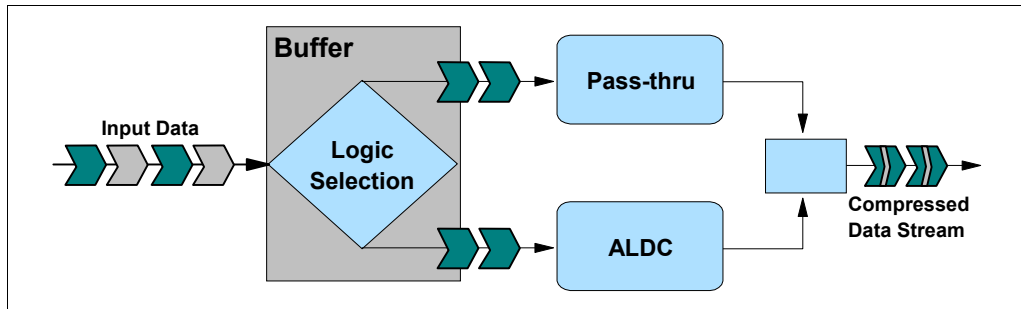 Buffer
Input Data
Logic
Selection
Pass-thru
ALDC
Compressed
Data Stream